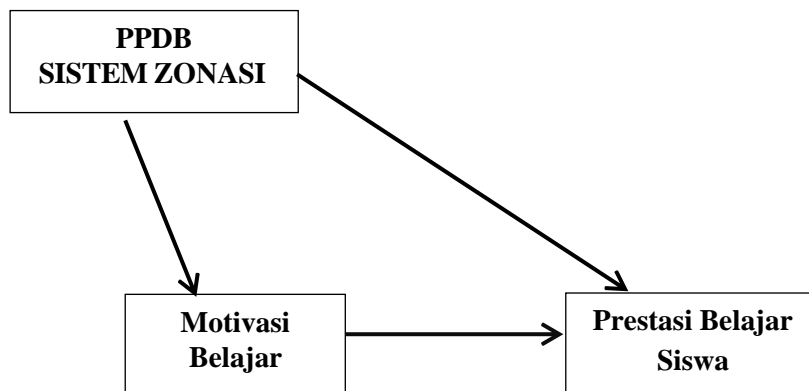 PPDB
SISTEM ZONASI
Motivasi
Belajar
Prestasi Belajar
Siswa